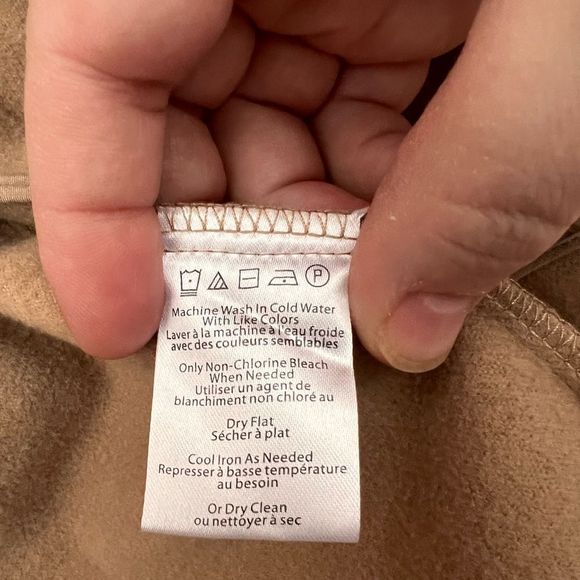 P
Machine Wash In Cold Water
With Like Colors
Laver à la machine à l'eau froide
avec des couleurs semblables
Only Non-Chlorine Bleach
When Needed
Utiliser un agent de
blanchiment non chloré au
Dry Flat
Sécher à plat
Cool Iron As Needed
Represser à basse température
au besoin
Or Dry Clean
ou nettoyer à sec